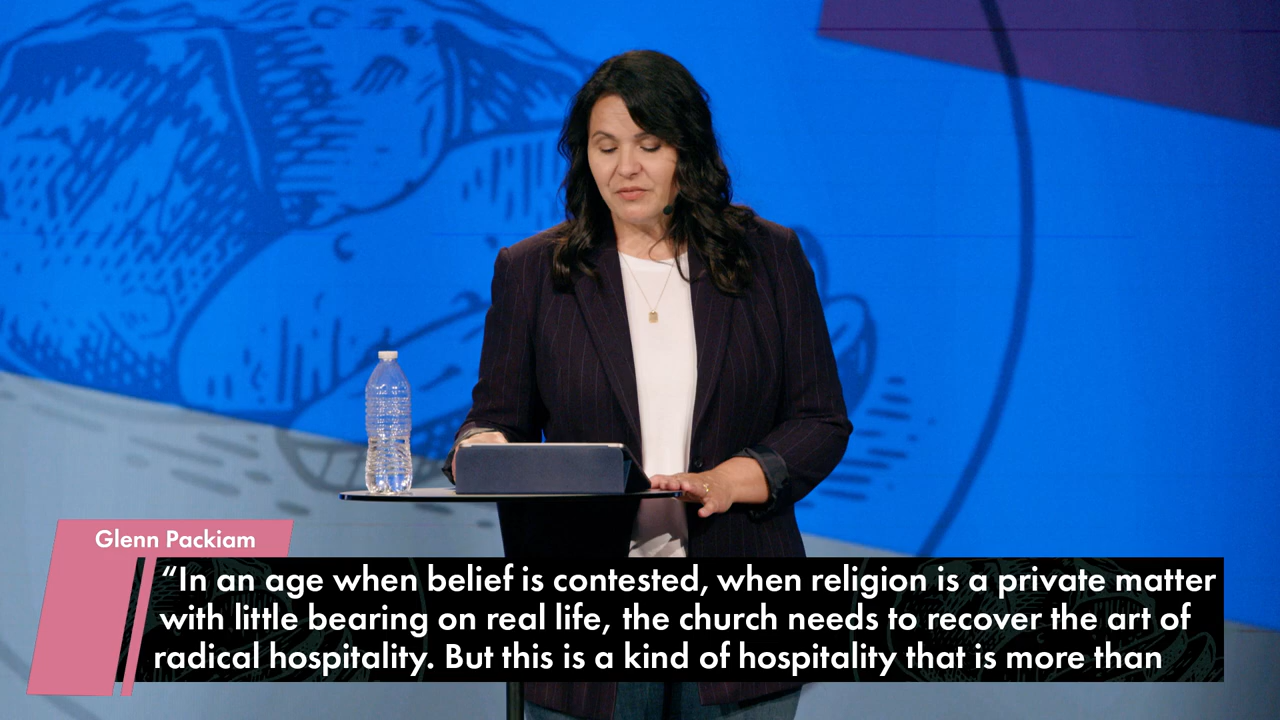 Glenn Packiam
“In an age when belief is contested, when religion is a private matter
with little bearing on real life, the church needs to recover the art of
radical hospitality. But this is a kind of hospitality that is more than